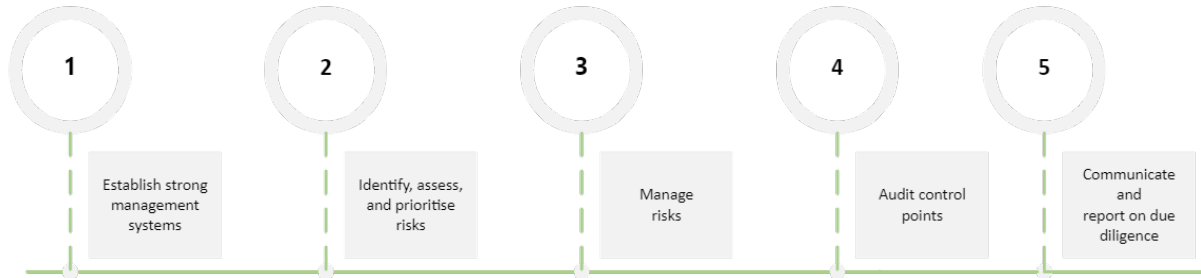 1
2
3
4
5
Establish strong
management
systems
Identify, assess,
and prioritise
risks
Manage
risks
Audit control
points
Communicate
and
report on due
diligence